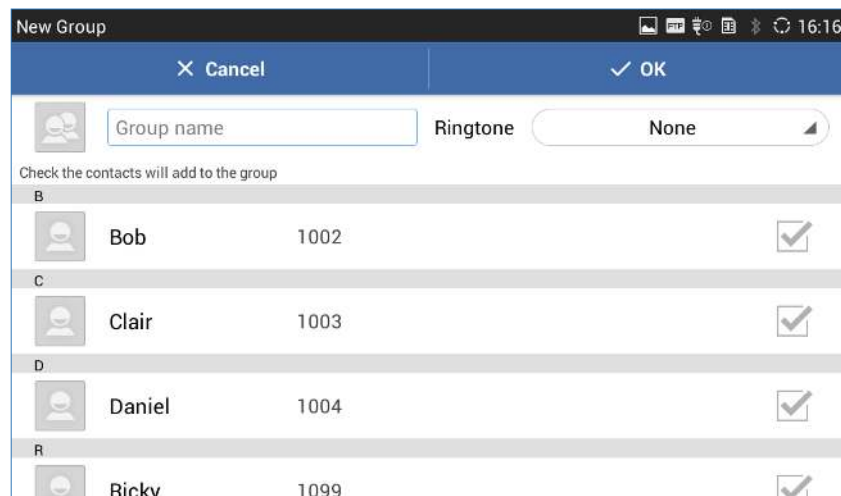 New Group
FTP
16:16
Cancel
OK
Group name
Ringtone
None
Check the contacts will add to the group
B
Bob 1002
C
Clair 1003
D
Daniel 1004
R
Ricky 1099